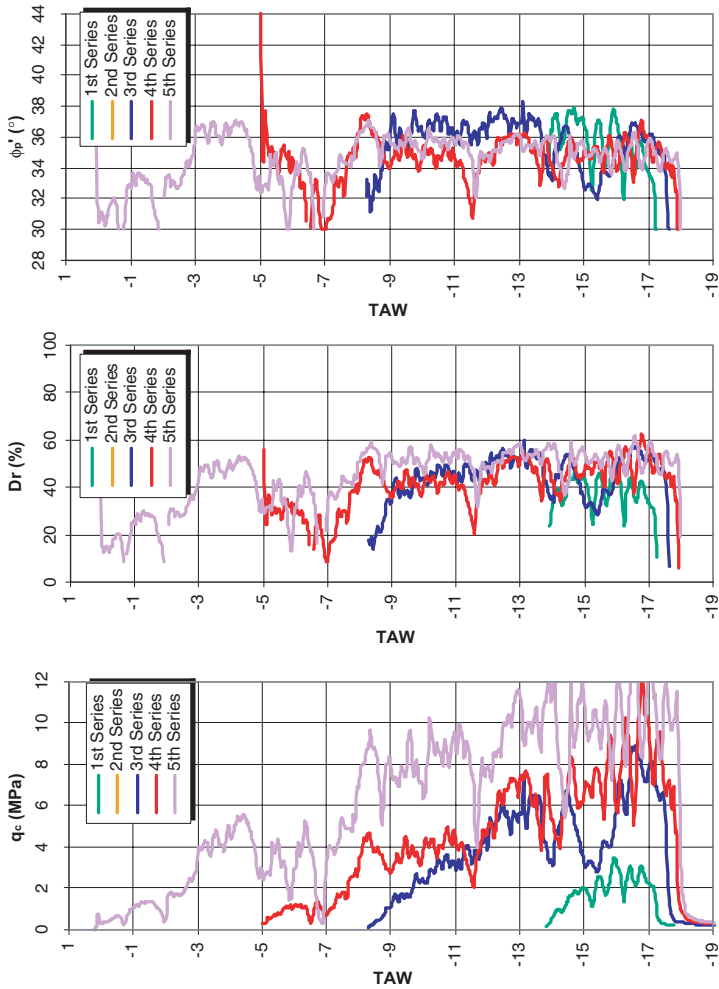 ϕp' (°)
28 30 32 34 36 38 40 42 44
1st Series
2nd Series
3rd Series
4th Series
5th Series
1 -1 -3 -5 -7 -9 -11 -13 -15 -17 -19
TAW
Dr (%)
0 20 40 60 80 100
1st Series
2nd Series
3rd Series
4th Series
5th Series
1 -1 -3 -5 -7 -9 -11 -13 -15 -17 -19
TAW
qc (MPa)
0 2 4 6 8 10 12
1st Series
2nd Series
3rd Series
4th Series
5th Series
1 -1 -3 -5 -7 -9 -11 -13 -15 -17 -19
TAW